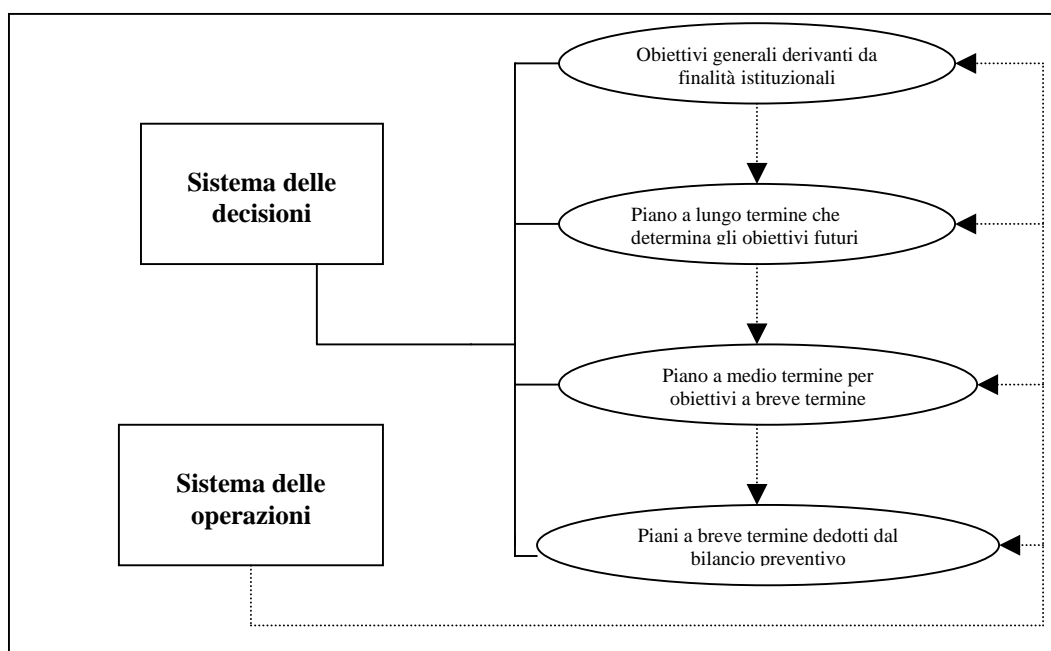 Obiettivi generali derivanti da
finalità istituzionali
Sistema delle
decisioni
Piano a lungo termine che
determina gli obiettivi futuri
Piano a medio termine per
obiettivi a breve termine
Sistema delle
operazioni
Piani a breve termine dedotti dal
bilancio preventivo